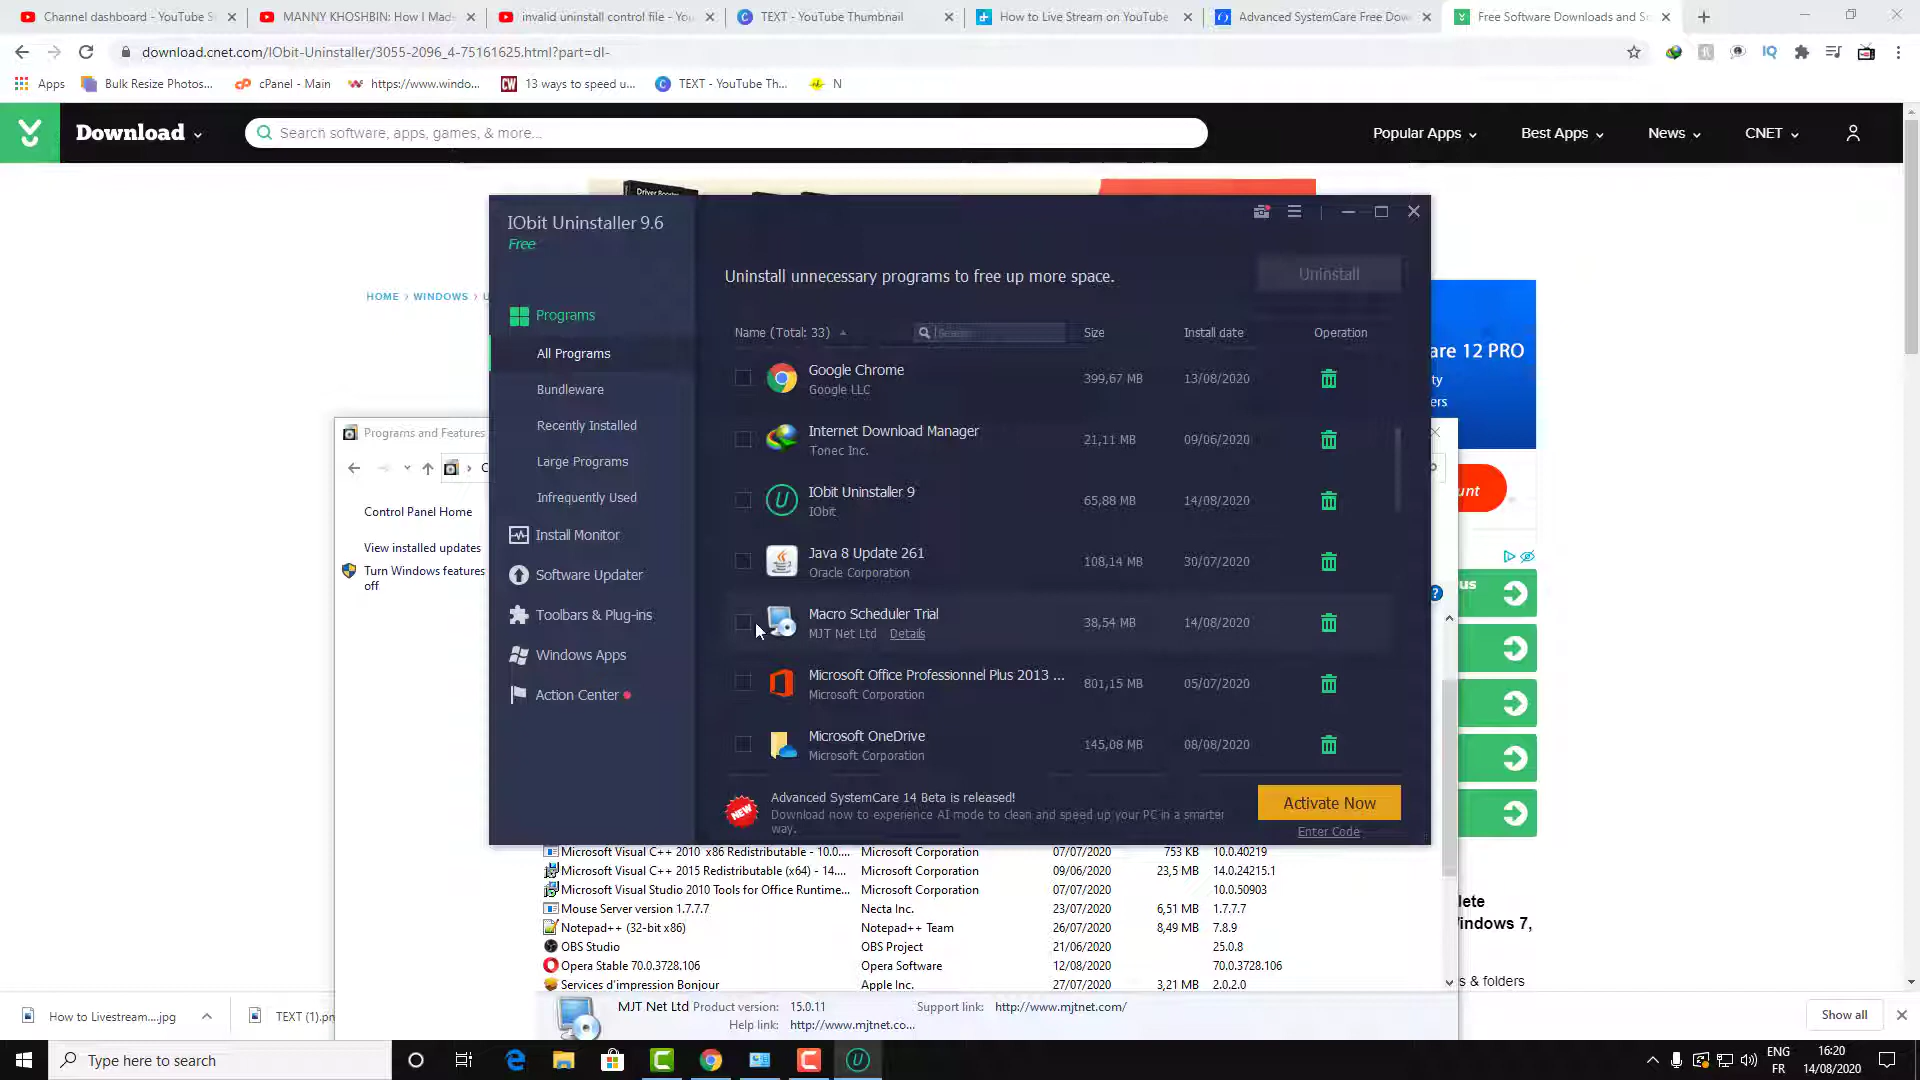 Channel dashboard - YouTube S
MANNY KHOSHBIN: How I Mad
invalid uninstall control file - You
TEXT - YouTube Thumbnail
How to Live Stream on YouTube
Advanced SystemCare Free Dow
Free Software Downloads and So
download.cnet.com/IObit-Uninstaller/3055-2096_4-75161625.html?part=dl-
IQ
Apps
Bulk Resize Photos...
cPanel - Main
https://www.windo...
13 ways to speed u...
TEXT - YouTube Th...
N
Download
Search software, apps, games, & more...
Popular Apps
Best Apps
News
CNET
Driver Booster
HOME > WINDOWS > U
IObit Uninstaller 9.6
Free
Uninstall unnecessary programs to free up more space.
Uninstall
Programs
All Programs
Bundleware
Recently Installed
Large Programs
Infrequently Used
Install Monitor
Software Updater
Toolbars & Plug-ins
Windows Apps
Action Center
Name (Total: 33)
Search
Size
Install date
Operation
Google Chrome
Google LLC
399,67 MB
13/08/2020
Internet Download Manager
Tonec Inc.
21,11 MB
09/06/2020
IObit Uninstaller 9
IObit
65,88 MB
14/08/2020
Java 8 Update 261
Oracle Corporation
108,14 MB
30/07/2020
Macro Scheduler Trial
MJT Net Ltd Details
38,54 MB
14/08/2020
Microsoft Office Professionnel Plus 2013 ...
Microsoft Corporation
801,15 MB
05/07/2020
Microsoft OneDrive
Microsoft Corporation
145,08 MB
08/08/2020
NEW
Advanced SystemCare 14 Beta is released!
Download now to experience AI mode to clean and speed up your PC in a smarter
way.
Activate Now
Enter Code
are 12 PRO
ty
ers
unt
us
lete
indows 7,
s & folders
Programs and Features
C
Control Panel Home
View installed updates
Turn Windows features
off
Microsoft Visual C++ 2010 x86 Redistributable - 10.0.... Microsoft Corporation 07/07/2020 753 KB 10.0.40219
Microsoft Visual C++ 2015 Redistributable (x64) - 14.... Microsoft Corporation 09/06/2020 23,5 MB 14.0.24215.1
Microsoft Visual Studio 2010 Tools for Office Runtime... Microsoft Corporation 07/07/2020 10.0.50903
Mouse Server version 1.7.7.7 Necta Inc. 23/07/2020 6,51 MB 1.7.7.7
Notepad++ (32-bit x86) Notepad++ Team 26/07/2020 8,49 MB 7.8.9
OBS Studio OBS Project 21/06/2020 25.0.8
Opera Stable 70.0.3728.106 Opera Software 12/08/2020 70.0.3728.106
Services d'impression Bonjour Apple Inc. 27/07/2020 3,21 MB 2.0.2.0
MJT Net Ltd Product version: 15.0.11 Support link: http://www.mjtnet.com/
Help link: http://www.mjtnet.co...
How to Livestream....jpg
TEXT (1).pn
Show all
Type here to search
ENG
FR
16:20
14/08/2020